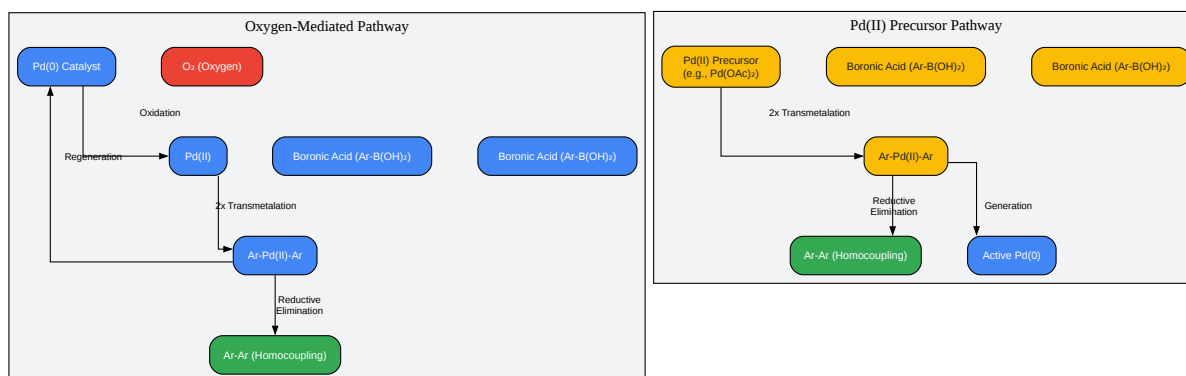 Oxygen-Mediated Pathway
Pd(0) Catalyst
O₂ (Oxygen)
Oxidation
Regeneration
Pd(II)
Boronic Acid (Ar-B(OH)₂)
Boronic Acid (Ar-B(OH)₂)
2x Transmetalation
Ar-Pd(II)-Ar
Reductive
Elimination
Ar-Ar (Homocoupling)
Pd(II) Precursor Pathway
Pd(II) Precursor
(e.g., Pd(OAc)₂)
Boronic Acid (Ar-B(OH)₂)
Boronic Acid (Ar-B(OH)₂)
2x Transmetalation
Ar-Pd(II)-Ar
Reductive
Elimination
Generation
Ar-Ar (Homocoupling)
Active Pd(0)